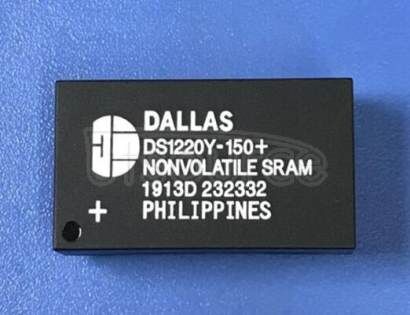 DALLAS
DS1220Y-150+
NONVOLATILE SRAM
1913D 232332
+ PHILIPPINES